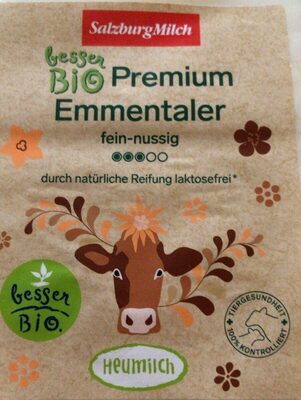 SalzburgMilch
besser
BiO Premium
Emmentaler
fein-nussig
durch natürliche Reifung laktosefrei*
besser
BiO.
TIERGESUNDHEIT
100% KONTROLLIERT
HEUMILCH